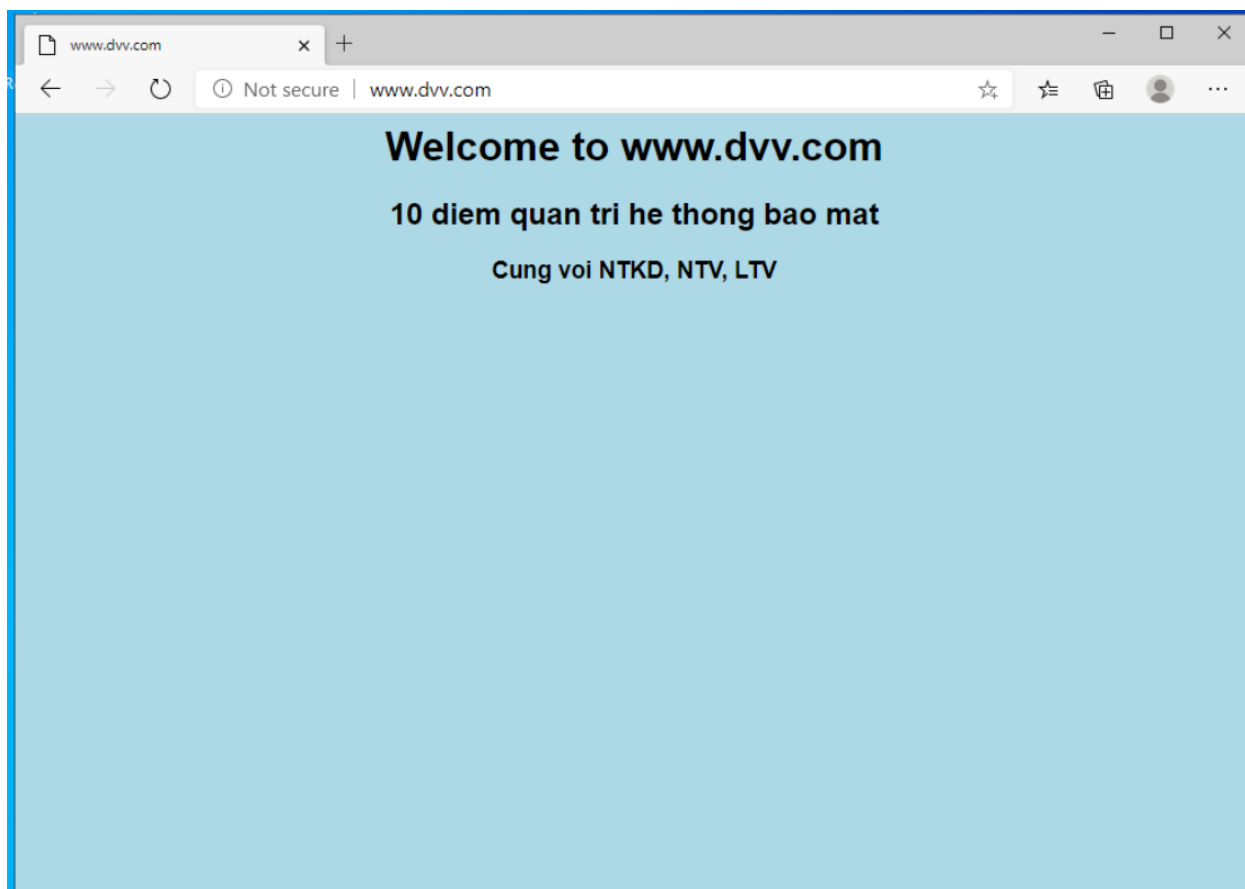 www.dvv.com
Not secure www.dvv.com
Welcome to www.dvv.com
10 diem quan tri he thong bao mat
Cung voi NTKD, NTV, LTV